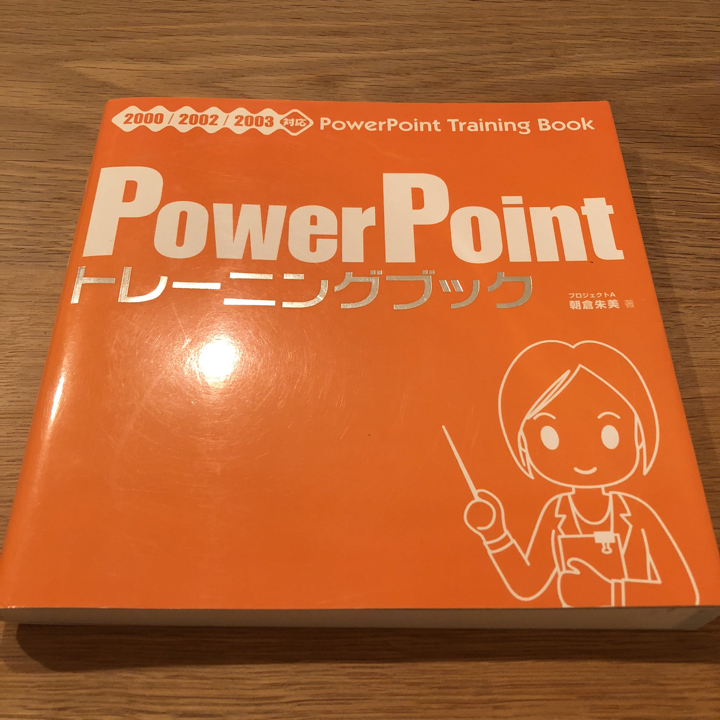 2000/2002/2003 対応 PowerPoint Training Book
PowerPoint
トレーニングブック
プロジェクトA
朝倉朱美 著